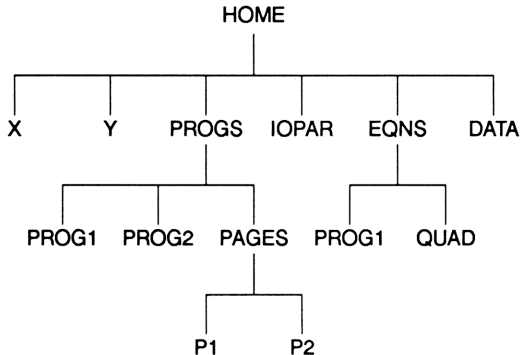 HOME
X Y PROGS IOPAR EQNS DATA
PROG1 PROG2 PAGES PROG1 QUAD
P1 P2